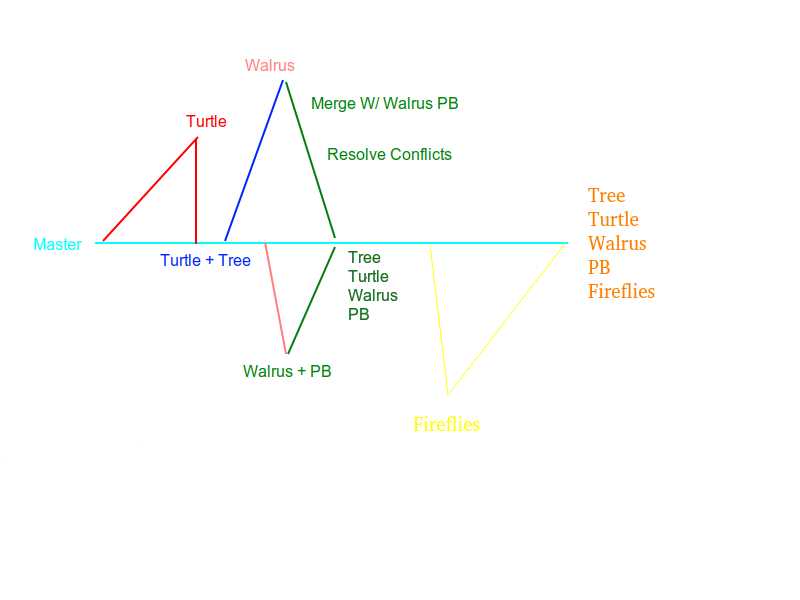 Walrus
Merge W/ Walrus PB
Turtle
Resolve Conflicts
Master
Turtle + Tree
Tree
Turtle
Walrus
PB
Tree
Turtle
Walrus
PB
Fireflies
Walrus + PB
Fireflies